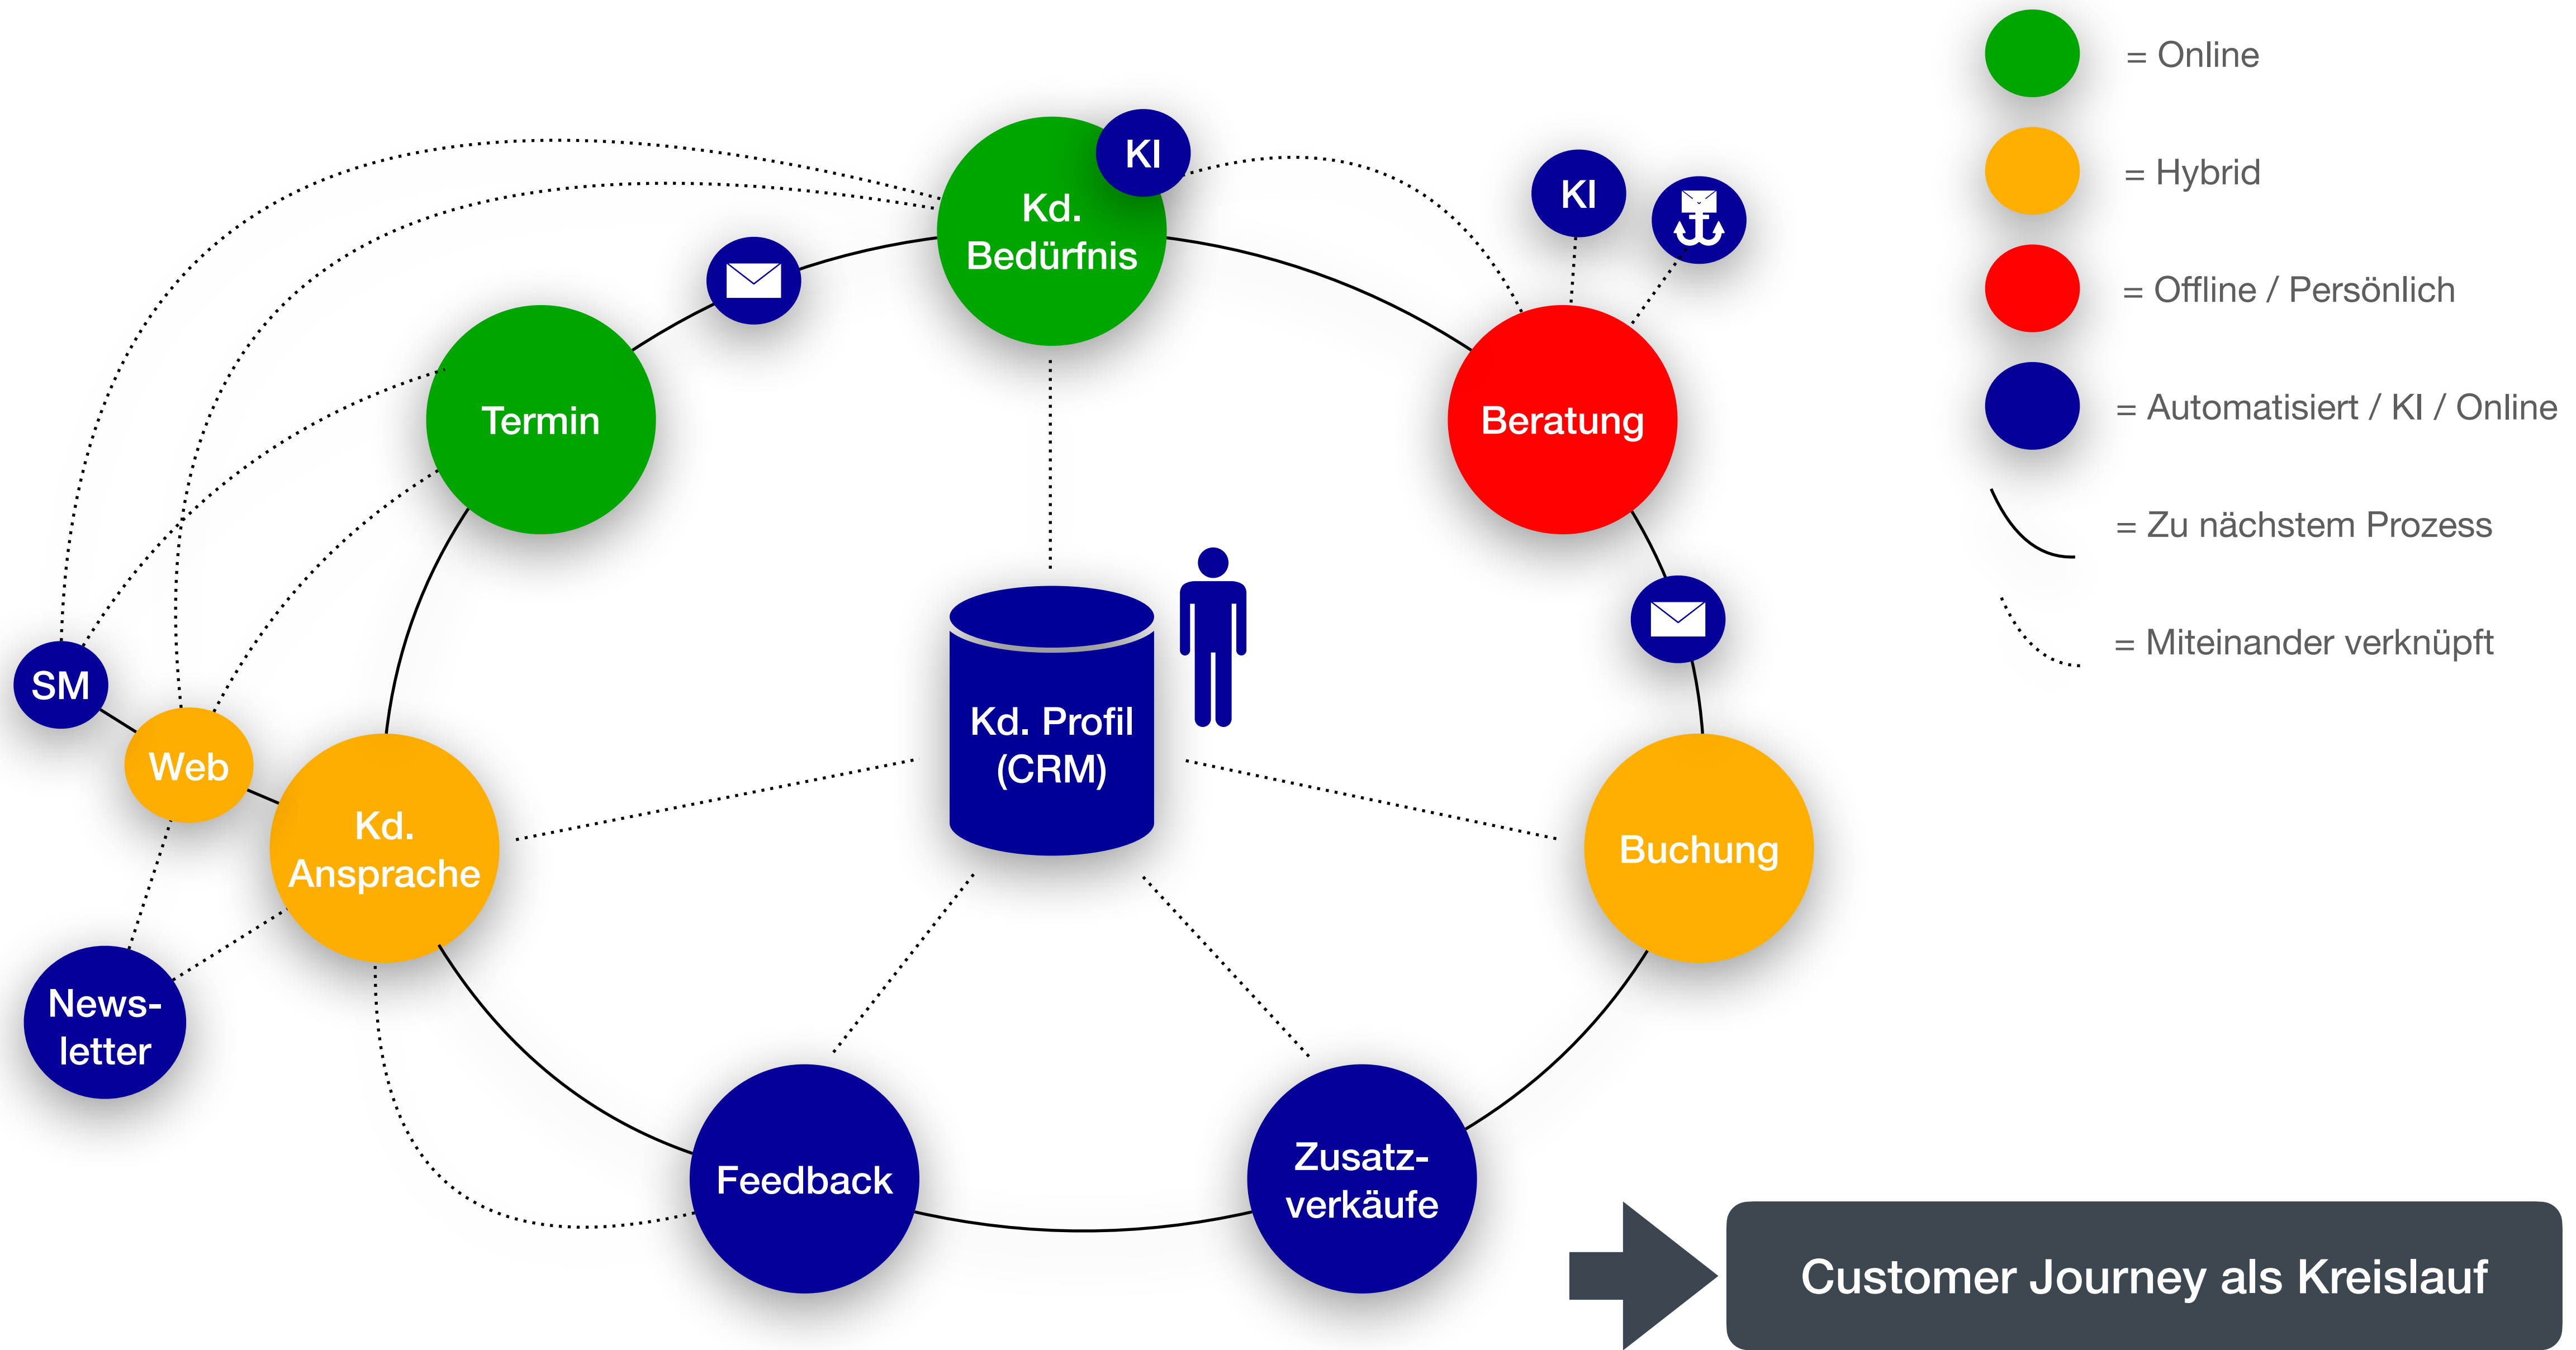 KI
Kd.
Bedürfnis
KI
Termin
Beratung
SM
Web
Kd.
Ansprache
Kd. Profil
(CRM)
Buchung
News-
letter
Feedback
Zusatz-
verkäufe
= Online
= Hybrid
= Offline / Persönlich
= Automatisiert / KI / Online
= Zu nächstem Prozess
= Miteinander verknüpft
Customer Journey als Kreislauf